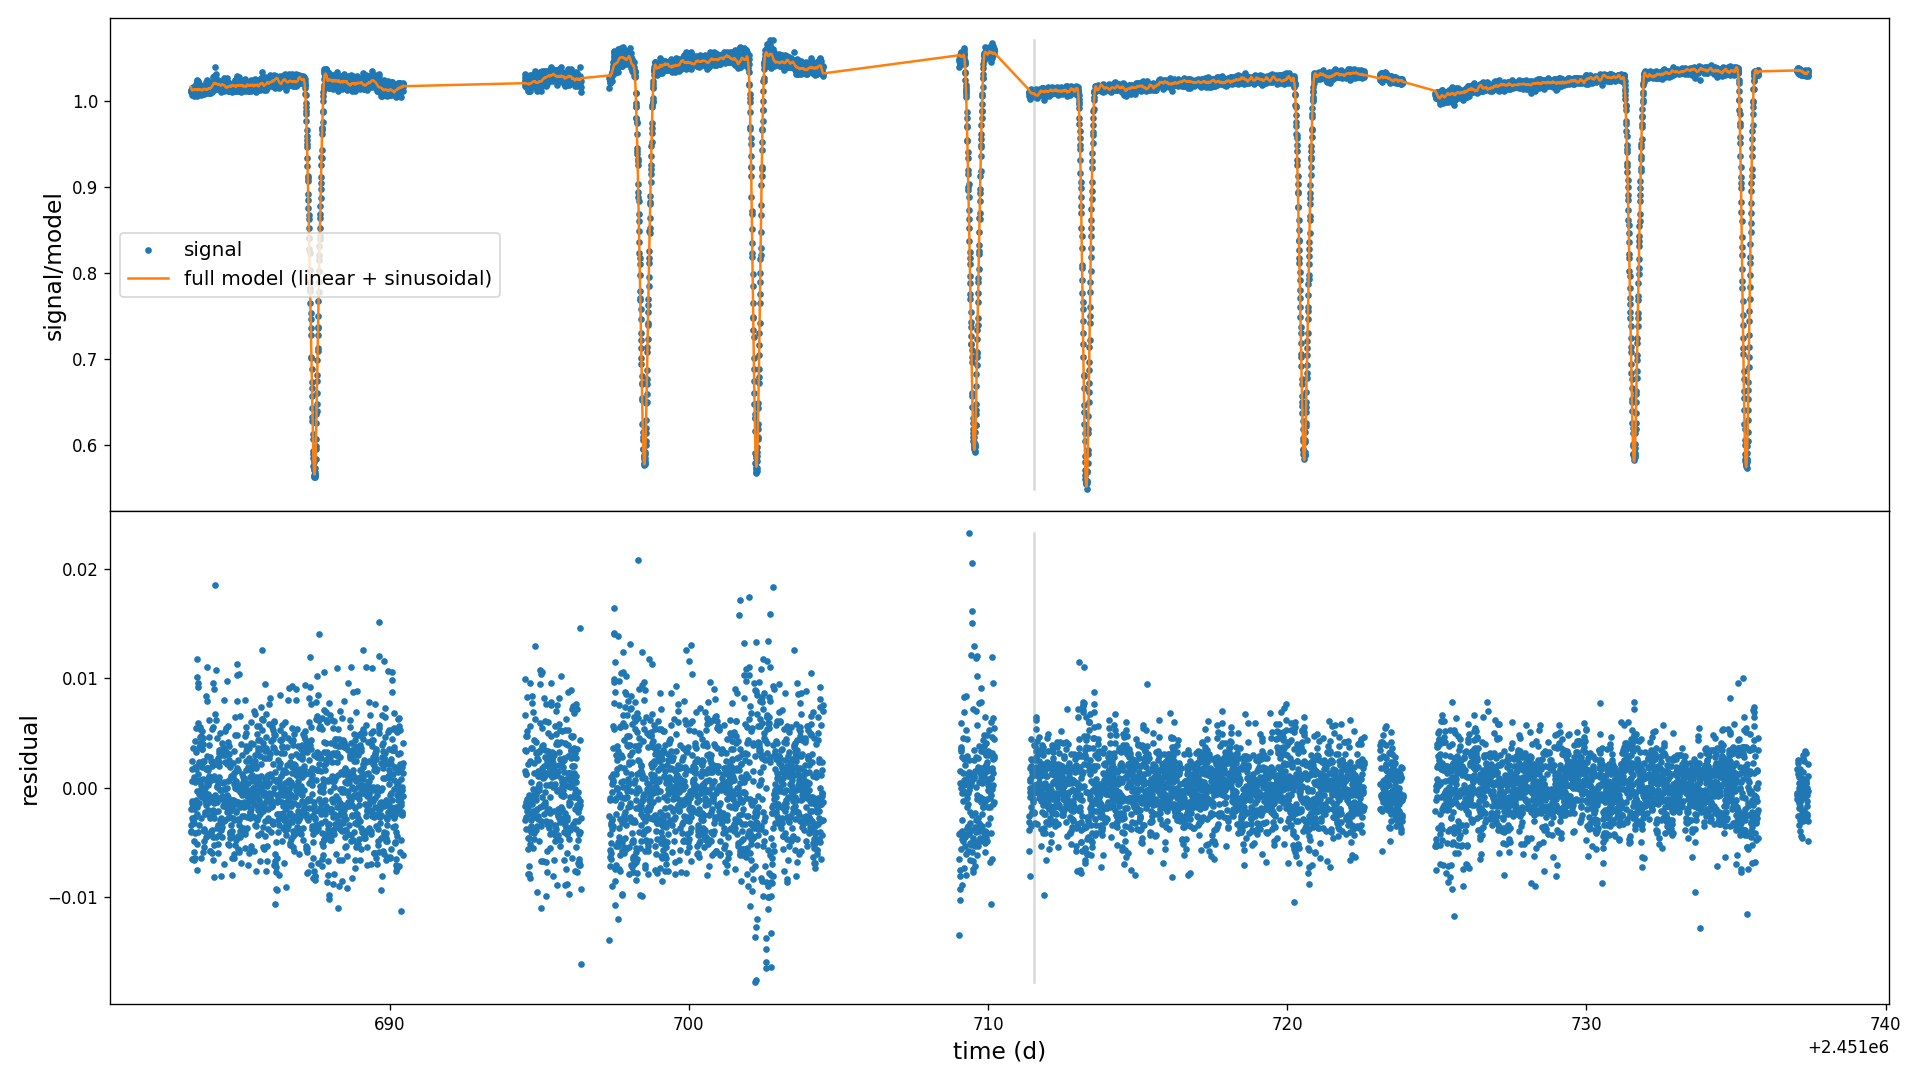 1.0
0.9
0.8
0.7
0.6
signal/model
signal
full model (linear + sinusoidal)
0.02
0.01
0.00
−0.01
residual
690
700
710
720
730
740
time (d)
+2.451e6